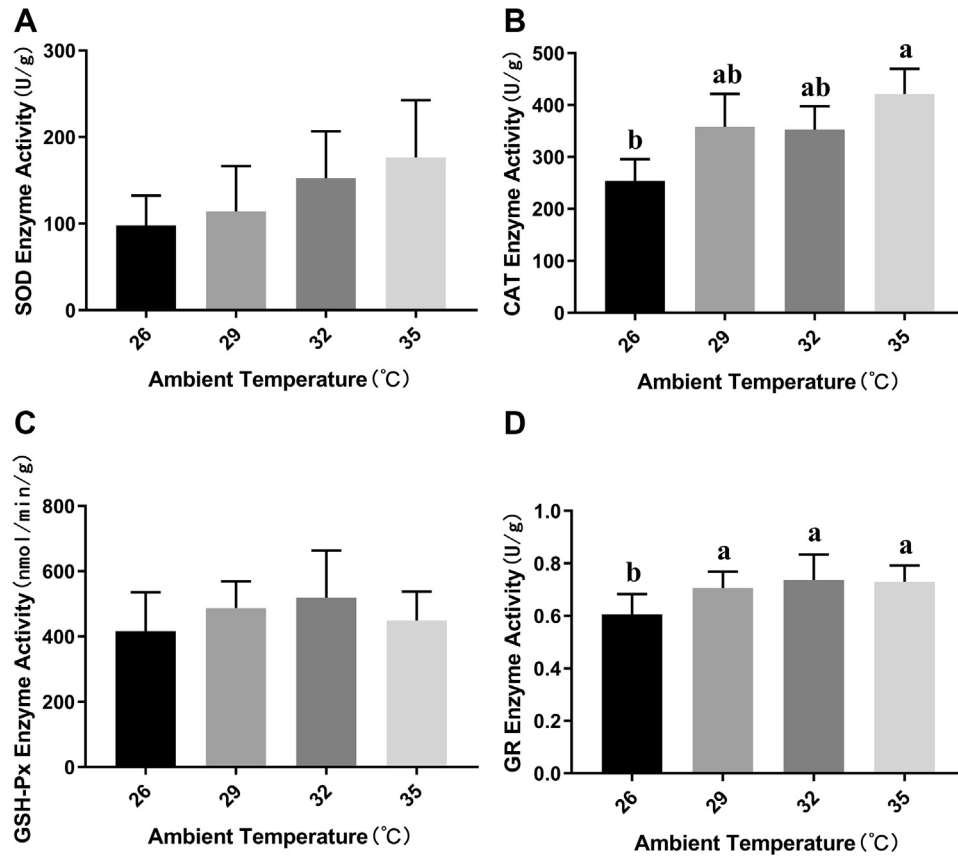 A
SOD Enzyme Activity (U/g)
300
200
100
0
26
29
32
35
Ambient Temperature (℃)
B
CAT Enzyme Activity (U/g)
500
400
300
200
100
0
b
ab
ab
a
26
29
32
35
Ambient Temperature (℃)
C
GSH-Px Enzyme Activity (nmol/min/g)
800
600
400
200
0
26
29
32
35
Ambient Temperature (℃)
D
GR Enzyme Activity (U/g)
1.0
0.8
0.6
0.4
0.2
0.0
b
a
a
a
26
29
32
35
Ambient Temperature (℃)